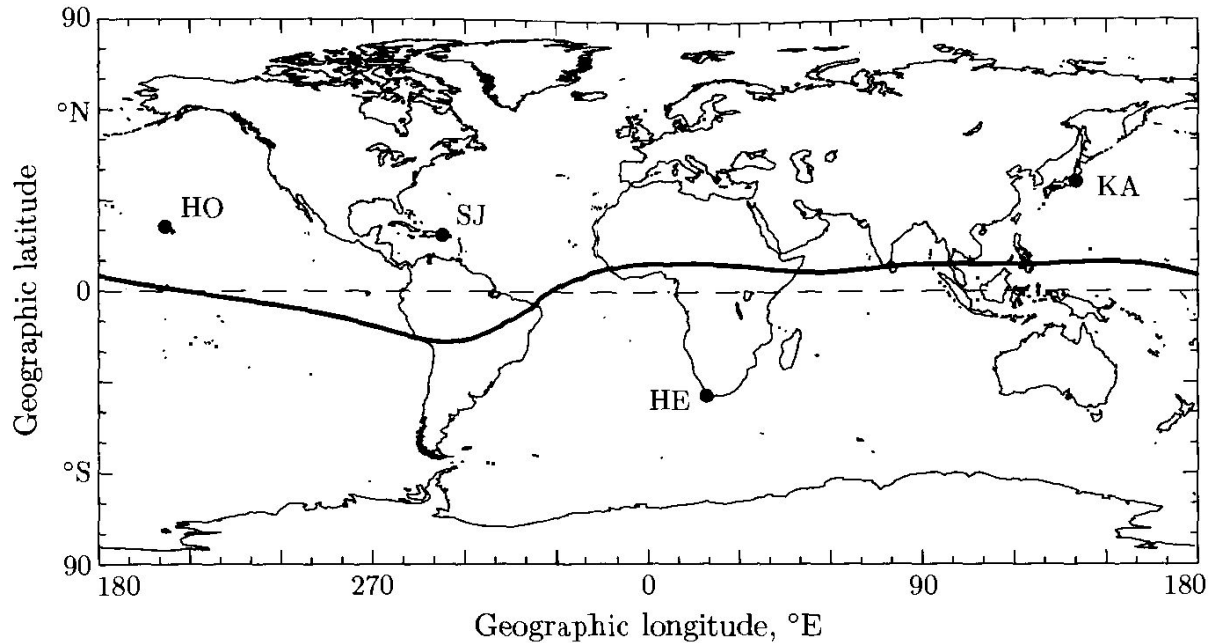 90
°N
Geographic latitude
0
°S
90
HO
SJ
KA
HE
180
270
0
90
180
Geographic longitude, °E